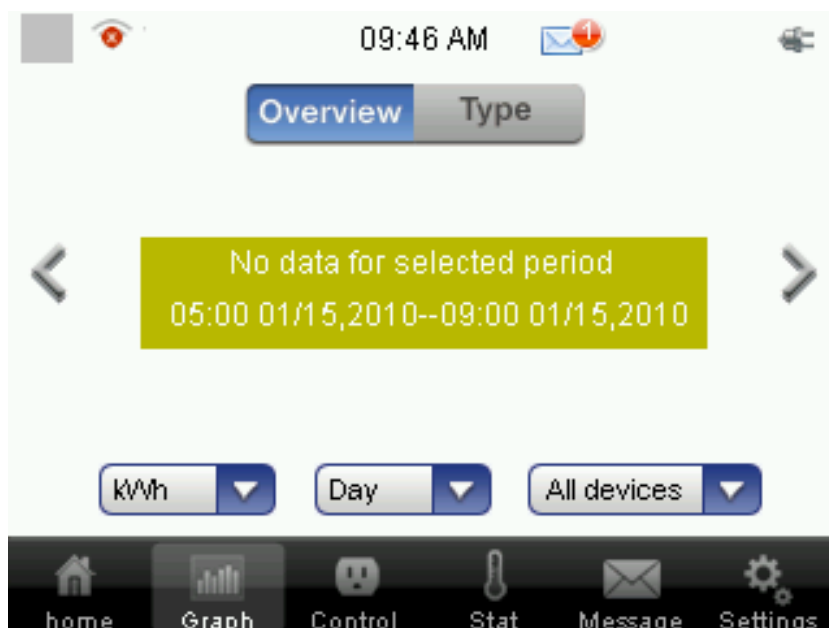 09:46 AM
1
Overview Type
No data for selected period
05:00 01/15,2010--09:00 01/15,2010
kWh Day All devices
home Graph Control Stat Message Settings